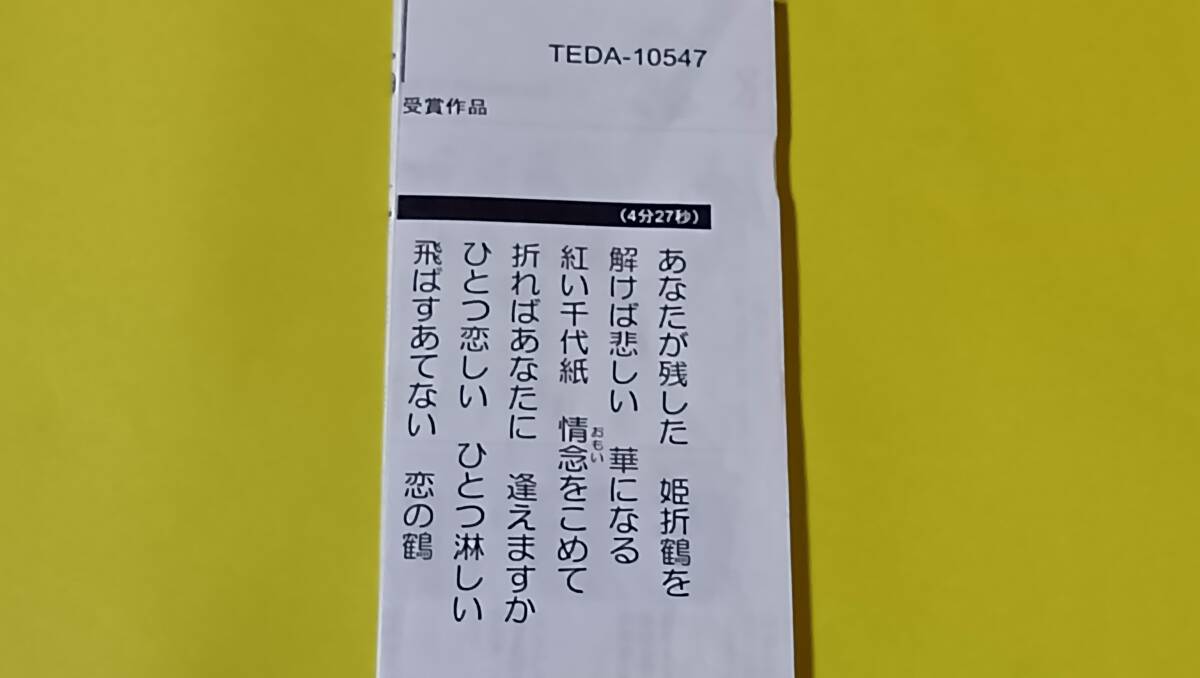 TEDA-10547
受賞作品
(4分27秒)
あなたが残した　姫折鶴を
解けば悲しい　華になる
紅い千代紙　情念をこめて
おもい
折ればあなたに　逢えますか
ひとつ恋しい　ひとつ淋しい
飛ばすあてない　恋の鶴